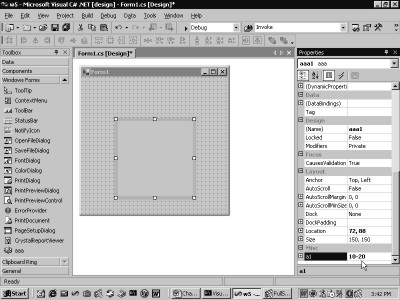 w5 - Microsoft Visual C# .NET [design] - Form1.cs [Design]*
File Edit View Project Build Debug Data Tools Window Help
Debug
Invoke
Toolbox
Data
Components
Windows Forms
ToolTip
ContextMenu
ToolBar
StatusBar
NotifyIcon
OpenFileDialog
SaveFileDialog
FontDialog
ColorDialog
PrintDialog
PrintPreviewDialog
PrintPreviewControl
ErrorProvider
PrintDocument
PageSetupDialog
CrystalReportViewer
aaa
Clipboard Ring
General
Form1.cs [Design]*
Form1
Properties
aaa1 aaa
(DynamicProperti
Data
(DataBindings)
Tag
Design
(Name) aaa1
Locked False
Modifiers Private
Focus
CausesValidation True
Layout
Anchor Top, Left
AutoScroll False
AutoScrollMargin 0, 0
AutoScrollMinSize 0, 0
Dock None
DockPadding
Location 72, 88
Size 150, 150
Misc
a1 10-20
a1
Ready
Start
Cha...
Visu...
w5 - ...
FullS...
3:42 PM